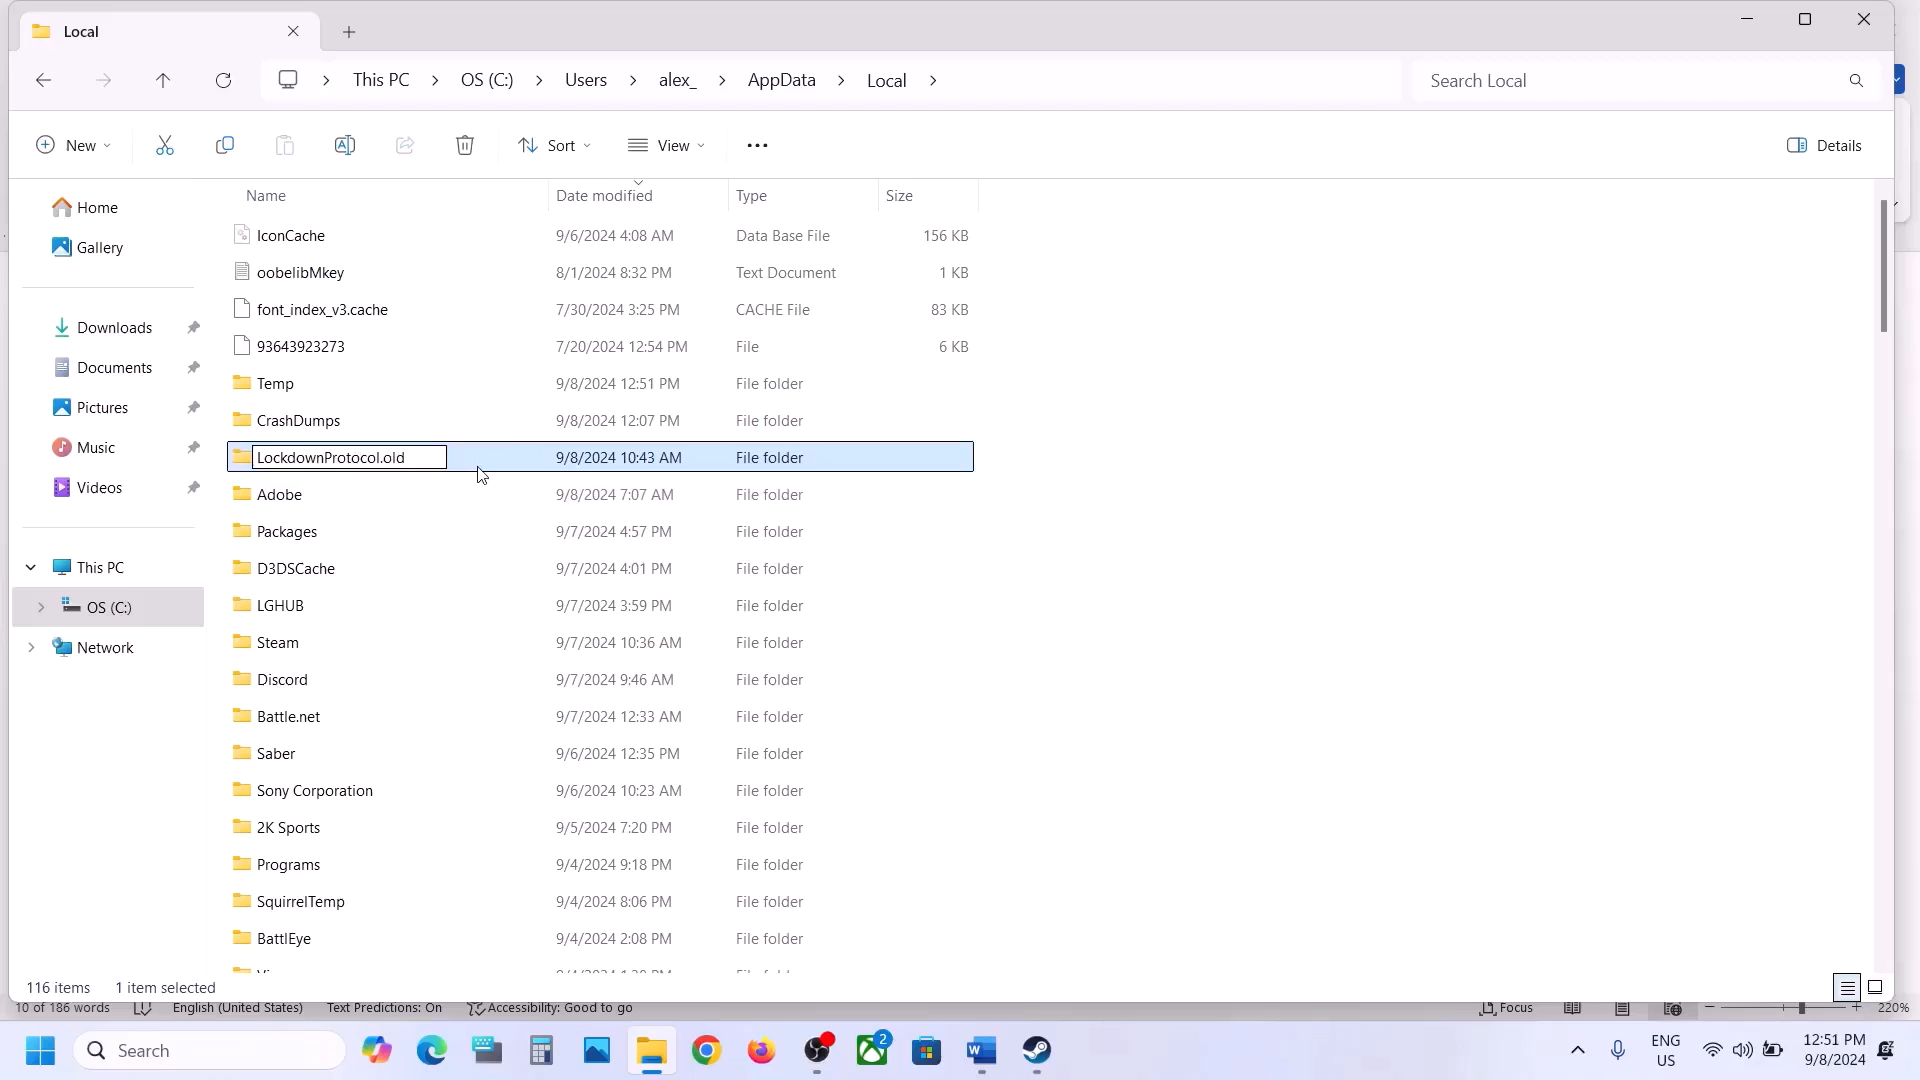 Local
This PC
OS (C:)
Users
alex_
AppData
Local
Search Local
New
Sort
View
Details
Name
Date modified
Type
Size
Home
Gallery
Downloads
Documents
Pictures
Music
Videos
This PC
OS (C:)
Network
IconCache 9/6/2024 4:08 AM Data Base File 156 KB
oobelibMkey 8/1/2024 8:32 PM Text Document 1 KB
font_index_v3.cache 7/30/2024 3:25 PM CACHE File 83 KB
93643923273 7/20/2024 12:54 PM File 6 KB
Temp 9/8/2024 12:51 PM File folder
CrashDumps 9/8/2024 12:07 PM File folder
LockdownProtocol.old 9/8/2024 10:43 AM File folder
Adobe 9/8/2024 7:07 AM File folder
Packages 9/7/2024 4:57 PM File folder
D3DSCache 9/7/2024 4:01 PM File folder
LGHUB 9/7/2024 3:59 PM File folder
Steam 9/7/2024 10:36 AM File folder
Discord 9/7/2024 9:46 AM File folder
Battle.net 9/7/2024 12:33 AM File folder
Saber 9/6/2024 12:35 PM File folder
Sony Corporation 9/6/2024 10:23 AM File folder
2K Sports 9/5/2024 7:20 PM File folder
Programs 9/4/2024 9:18 PM File folder
SquirrelTemp 9/4/2024 8:06 PM File folder
BattlEye 9/4/2024 2:08 PM File folder
116 items 1 item selected
10 of 186 words English (United States) Text Predictions: On Accessibility: Good to go Focus 220%
Search
2
ENG
US
12:51 PM
9/8/2024